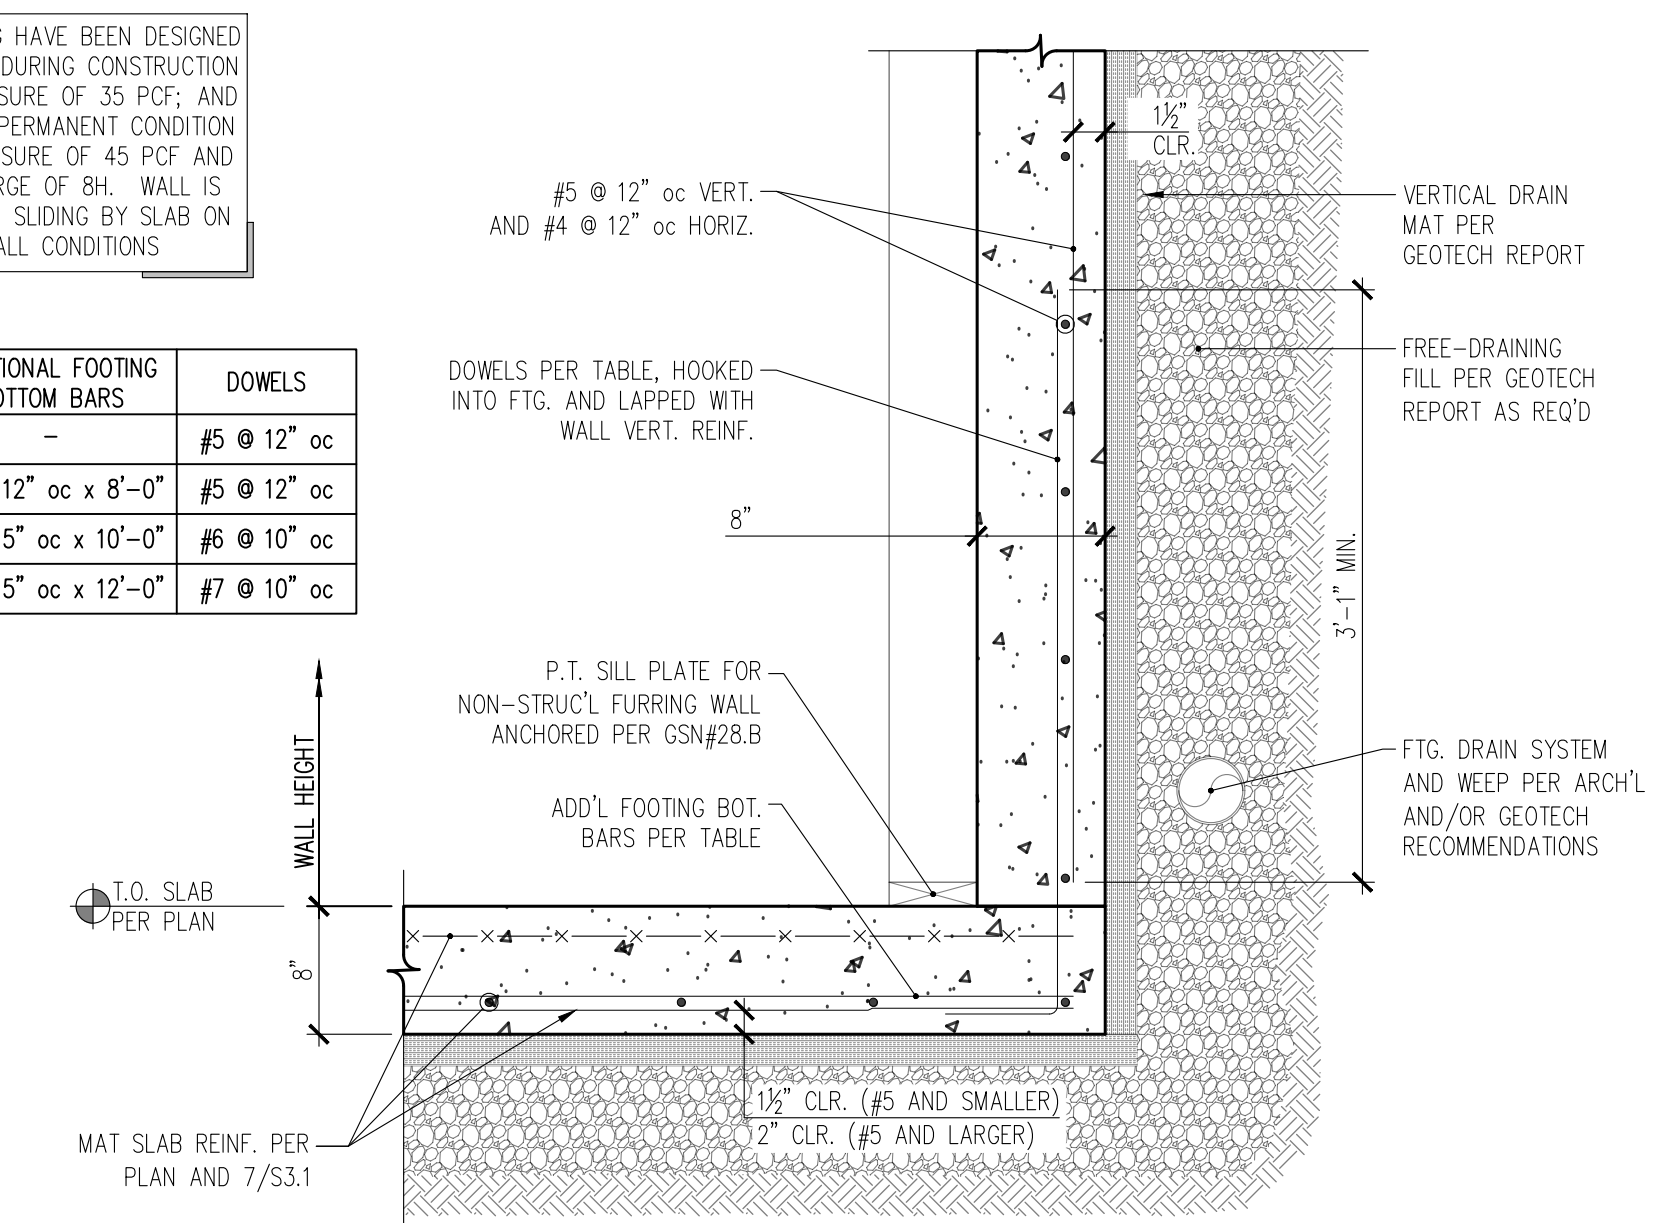 HAVE BEEN DESIGNED
DURING CONSTRUCTION
SURE OF 35 PCF; AND
PERMANENT CONDITION
SURE OF 45 PCF AND
RGE OF 8H. WALL IS
SLIDING BY SLAB ON
ALL CONDITIONS
TIONAL FOOTING
OTTOM BARS
DOWELS
–
#5 @ 12" oc
12" oc x 8'-0"
#5 @ 12" oc
5" oc x 10'-0"
#6 @ 10" oc
5" oc x 12'-0"
#7 @ 10" oc
#5 @ 12" oc VERT.
AND #4 @ 12" oc HORIZ.
DOWELS PER TABLE, HOOKED
INTO FTG. AND LAPPED WITH
WALL VERT. REINF.
8"
P.T. SILL PLATE FOR
NON-STRUC'L FURRING WALL
ANCHORED PER GSN#28.B
ADD'L FOOTING BOT.
BARS PER TABLE
WALL HEIGHT
T.O. SLAB
PER PLAN
8"
MAT SLAB REINF. PER
PLAN AND 7/S3.1
1½" CLR. (#5 AND SMALLER)
2" CLR. (#5 AND LARGER)
1½"
CLR.
VERTICAL DRAIN
MAT PER
GEOTECH REPORT
FREE-DRAINING
FILL PER GEOTECH
REPORT AS REQ'D
3'-1" MIN.
FTG. DRAIN SYSTEM
AND WEEP PER ARCH'L
AND/OR GEOTECH
RECOMMENDATIONS